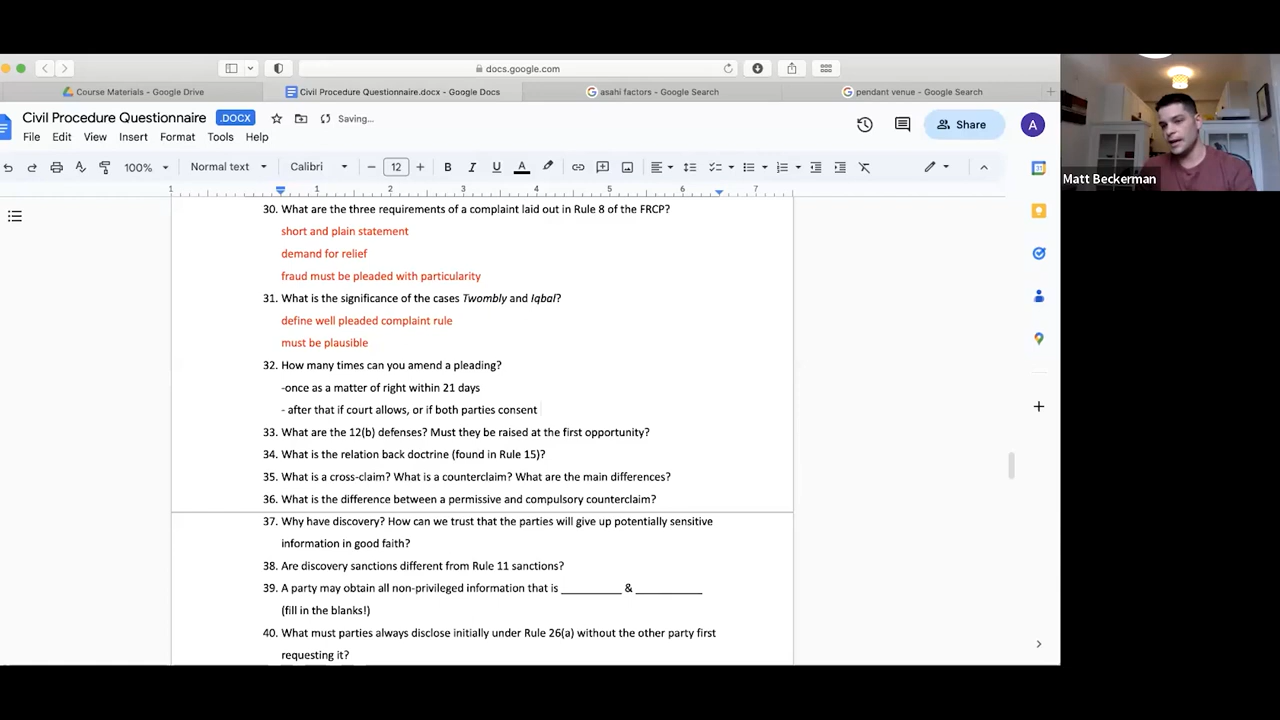 docs.google.com
Course Materials – Google Drive
Civil Procedure Questionnaire.docx - Google Docs
asahi factors - Google Search
pendant venue - Google Search
Civil Procedure Questionnaire .DOCX
Saving…
Share
A
File Edit View Insert Format Tools Help
100% Normal text Calibri 12 B I U A
1 1 2 3 4 5 6 7
30. What are the three requirements of a complaint laid out in Rule 8 of the FRCP?
short and plain statement
demand for relief
fraud must be pleaded with particularity
31. What is the significance of the cases Twombly and Iqbal?
define well pleaded complaint rule
must be plausible
32. How many times can you amend a pleading?
-once as a matter of right within 21 days
- after that if court allows, or if both parties consent
33. What are the 12(b) defenses? Must they be raised at the first opportunity?
34. What is the relation back doctrine (found in Rule 15)?
35. What is a cross-claim? What is a counterclaim? What are the main differences?
36. What is the difference between a permissive and compulsory counterclaim?
37. Why have discovery? How can we trust that the parties will give up potentially sensitive
information in good faith?
38. Are discovery sanctions different from Rule 11 sanctions?
39. A party may obtain all non-privileged information that is __________ & ___________
(fill in the blanks!)
40. What must parties always disclose initially under Rule 26(a) without the other party first
requesting it?
Matt Beckerman